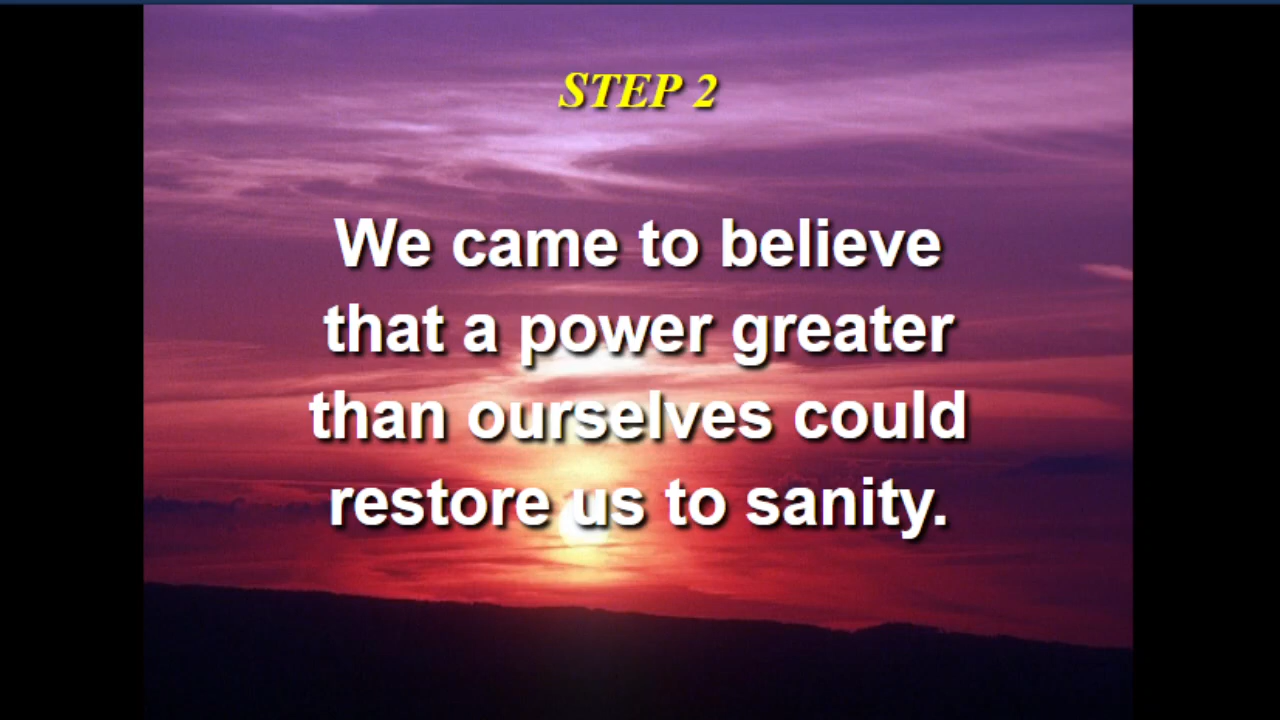 STEP 2
We came to believe
that a power greater
than ourselves could
restore us to sanity.